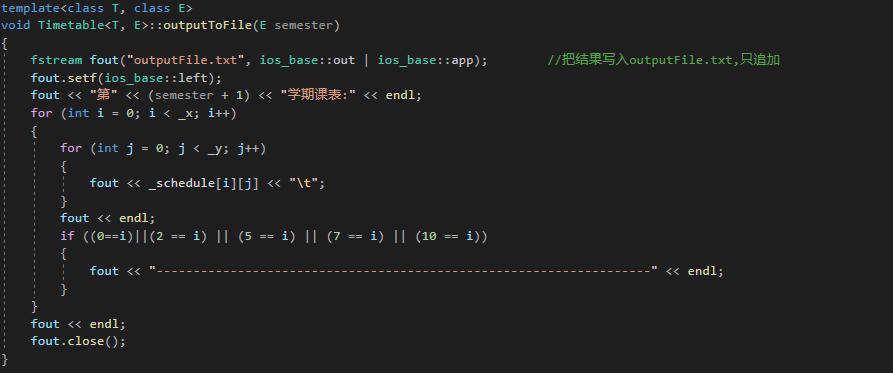 template<class T, class E>
void Timetable<T, E>::outputToFile(E semester)
{
    fstream fout("outputFile.txt", ios_base::out | ios_base::app);        //把结果写入outputFile.txt,只追加
    fout.setf(ios_base::left);
    fout << "第" << (semester + 1) << "学期课表:" << endl;
    for (int i = 0; i < _x; i++)
    {
        for (int j = 0; j < _y; j++)
        {
            fout << _schedule[i][j] << "\t";
        }
        fout << endl;
        if ((0==i)||(2 == i) || (5 == i) || (7 == i) || (10 == i))
        {
            fout << "-------------------------------------------------------------------" << endl;
        }
    }
    fout << endl;
    fout.close();
}